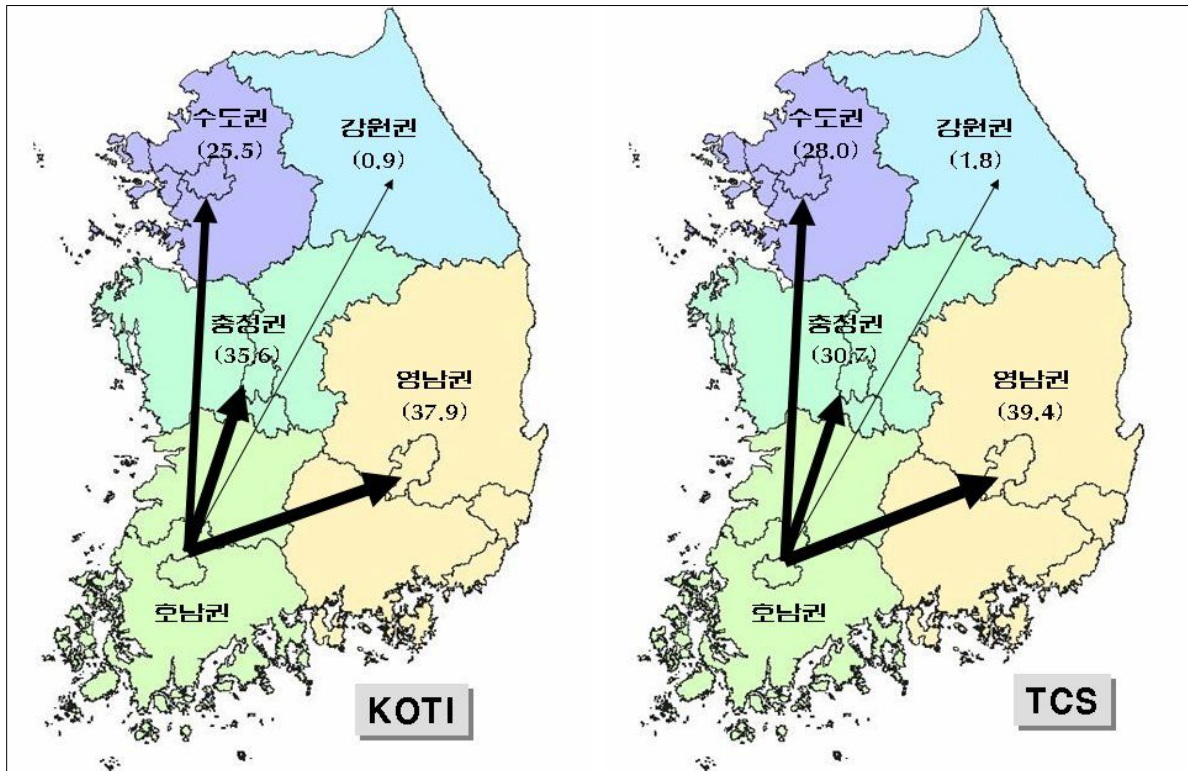 수도권
(25.5)
강원권
(0.9)
충청권
(35.6)
영남권
(37.9)
호남권
KOTI
수도권
(28.0)
강원권
(1.8)
충청권
(30.7)
영남권
(39.4)
호남권
TCS